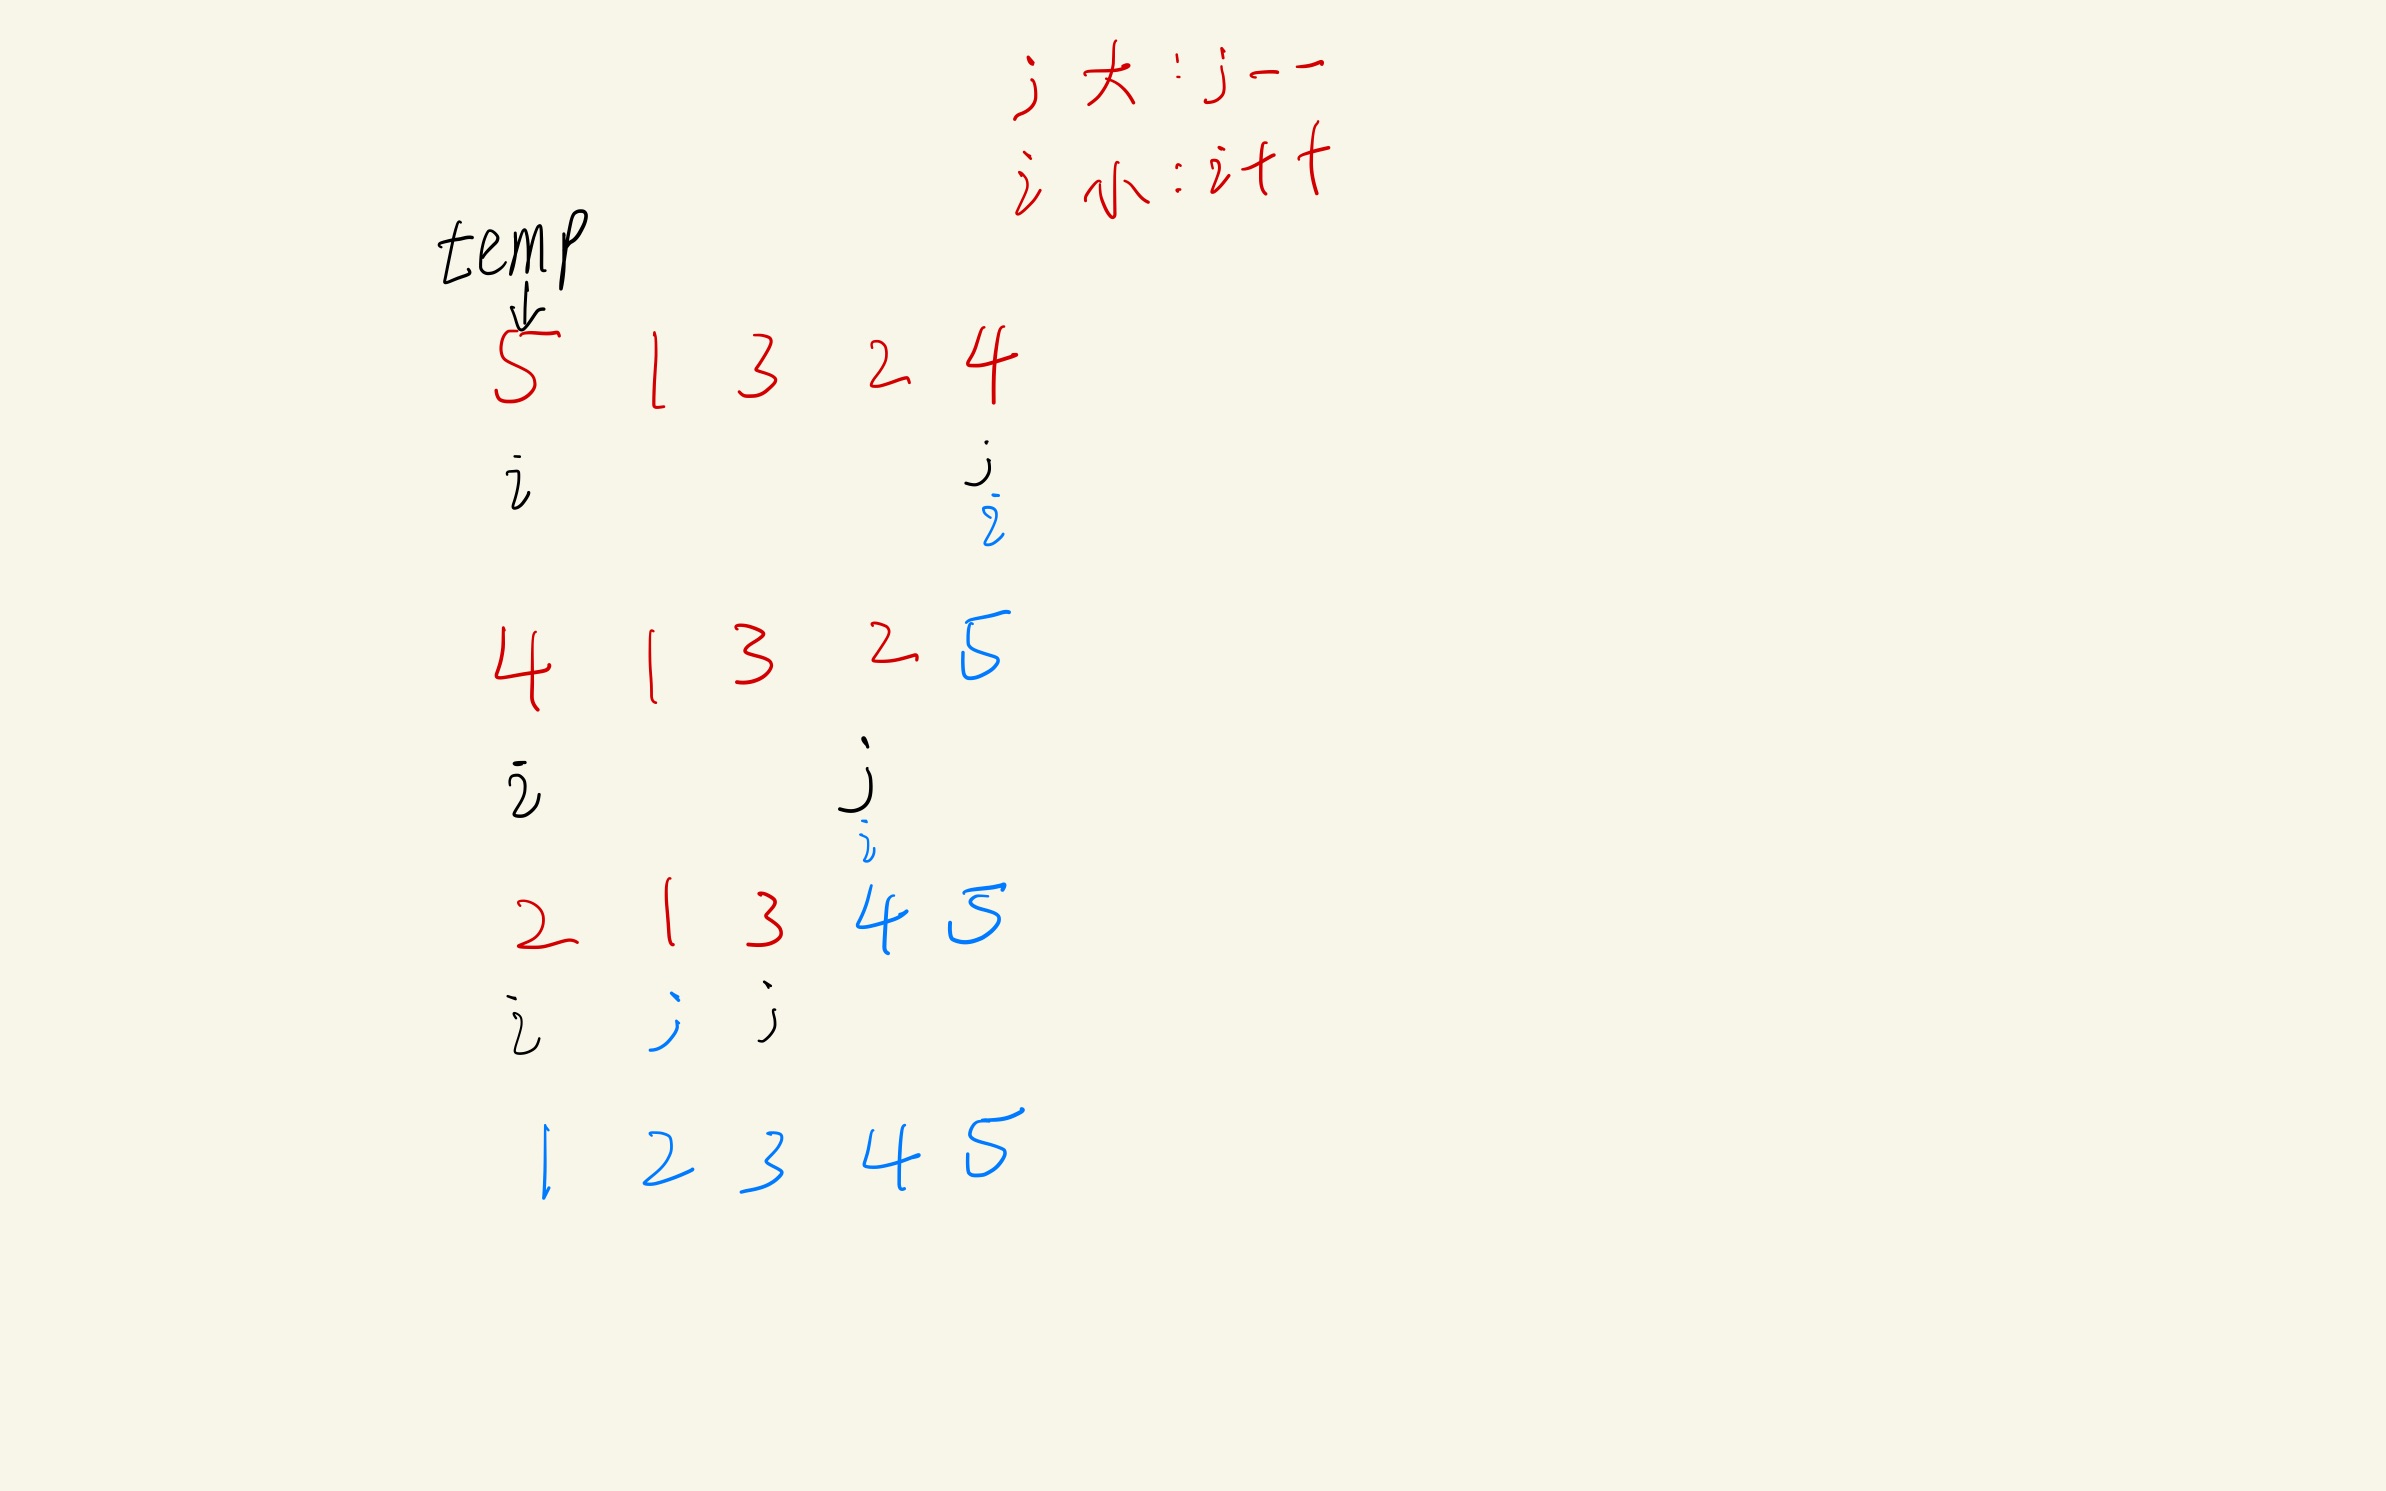 j 大 : j--
i 小 : i++
temp
5 1 3 2 4
i j
i
4 1 3 2 5
i j
i
2 1 3 4 5
i j j
1 2 3 4 5